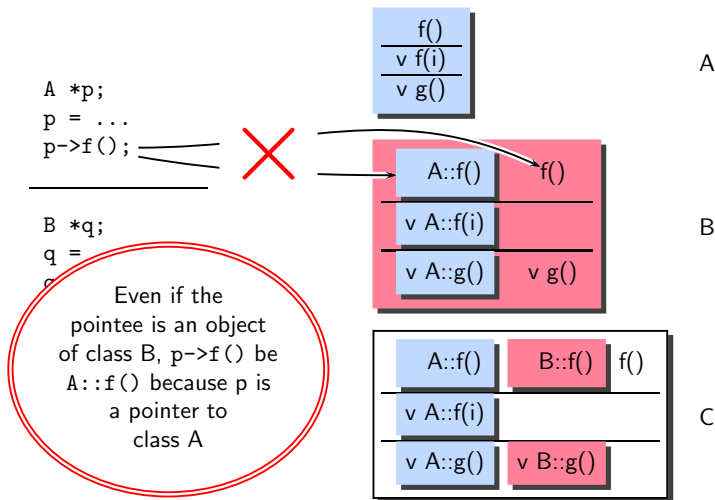 f()
v f(i)
v g()
A
A *p;
p = ...
p->f();
A::f() f()
v A::f(i)
v A::g() v g()
B
B *q;
q =
Even if the
pointee is an object
of class B, p->f() be
A::f() because p is
a pointer to
class A
A::f() B::f() f()
v A::f(i)
v A::g() v B::g()
C